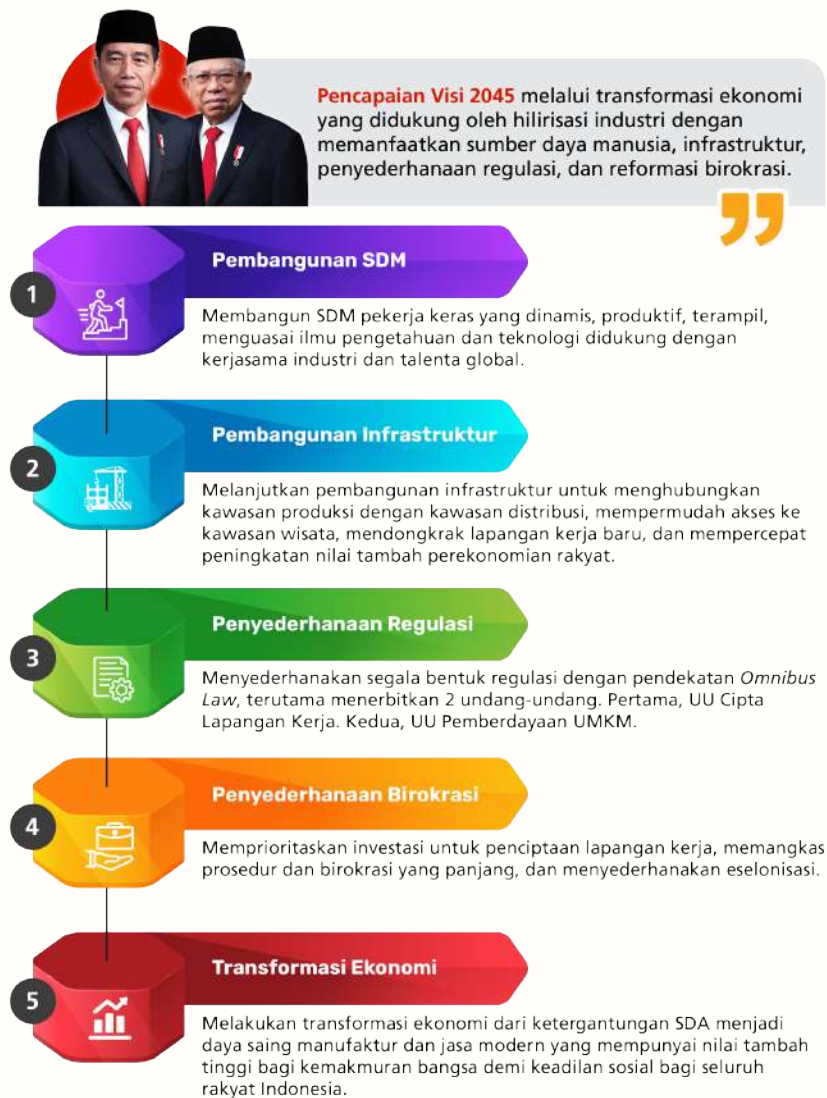 Pencapaian Visi 2045 melalui transformasi ekonomi
yang didukung oleh hilirisasi industri dengan
memanfaatkan sumber daya manusia, infrastruktur,
penyederhanaan regulasi, dan reformasi birokrasi.
”
Pembangunan SDM
1
Membangun SDM pekerja keras yang dinamis, produktif, terampil,
menguasai ilmu pengetahuan dan teknologi didukung dengan
kerjasama industri dan talenta global.
Pembangunan Infrastruktur
2
Melanjutkan pembangunan infrastruktur untuk menghubungkan
kawasan produksi dengan kawasan distribusi, mempermudah akses ke
kawasan wisata, mendongkrak lapangan kerja baru, dan mempercepat
peningkatan nilai tambah perekonomian rakyat.
Penyederhanaan Regulasi
3
Menyederhanakan segala bentuk regulasi dengan pendekatan Omnibus
Law, terutama menerbitkan 2 undang-undang. Pertama, UU Cipta
Lapangan Kerja. Kedua, UU Pemberdayaan UMKM.
Penyederhanaan Birokrasi
4
Memprioritaskan investasi untuk penciptaan lapangan kerja, memangkas
prosedur dan birokrasi yang panjang, dan menyederhanakan eselonisasi.
Transformasi Ekonomi
5
Melakukan transformasi ekonomi dari ketergantungan SDA menjadi
daya saing manufaktur dan jasa modern yang mempunyai nilai tambah
tinggi bagi kemakmuran bangsa demi keadilan sosial bagi seluruh
rakyat Indonesia.